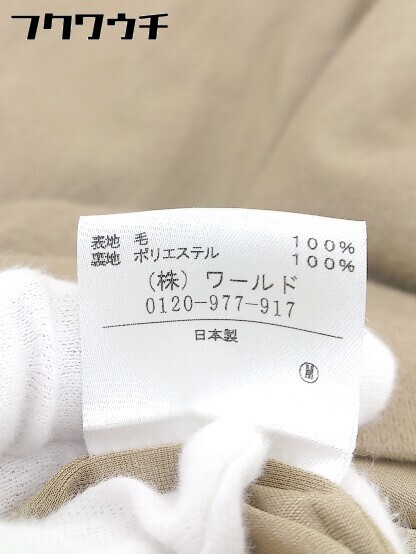 フクワウチ
表地 毛 100%
裏地 ポリエステル 100%
(株) ワールド
0120-977-917
日本製
M